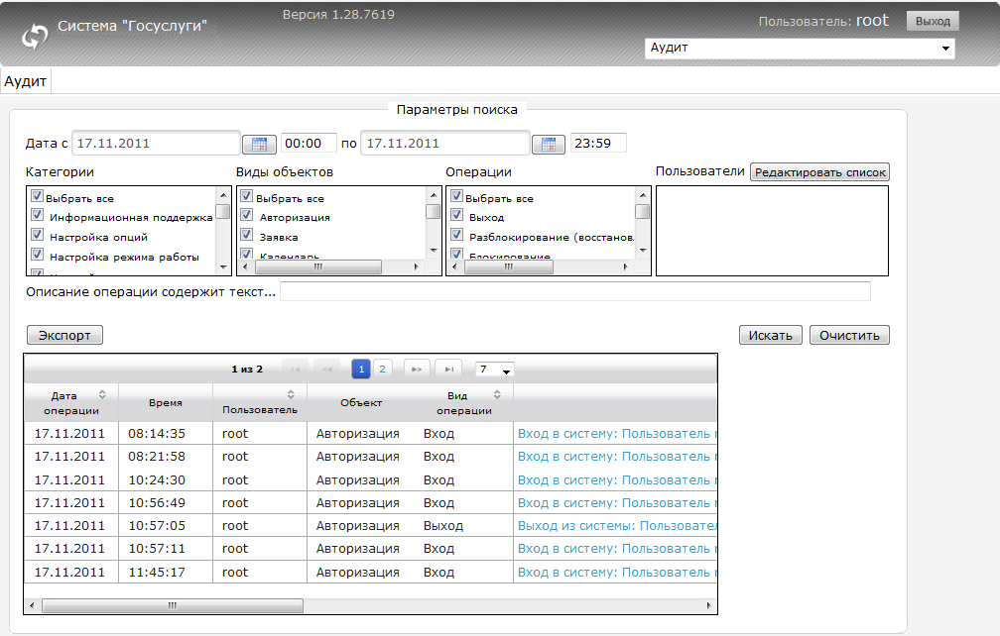 Версия 1.28.7619
Система "Госуслуги"
Пользователь: root Выход
Аудит
Аудит
Параметры поиска
Дата с 17.11.2011 00:00 по 17.11.2011 23:59
Категории Виды объектов Операции Пользователи Редактировать список
Выбрать все Выбрать все Выбрать все
Информационная поддержка Авторизация Выход
Настройка опций Заявка Разблокирование (восстанов.
Настройка режима работы Календарь Блокирование
Описание операции содержит текст...
Экспорт Искать Очистить
1 из 2 1 2 7
Дата операции Время Пользователь Объект Вид операции
17.11.2011 08:14:35 root Авторизация Вход Вход в систему: Пользователь
17.11.2011 08:21:58 root Авторизация Вход Вход в систему: Пользователь
17.11.2011 10:24:30 root Авторизация Вход Вход в систему: Пользователь
17.11.2011 10:56:49 root Авторизация Вход Вход в систему: Пользователь
17.11.2011 10:57:05 root Авторизация Выход Выход из системы: Пользовател
17.11.2011 10:57:11 root Авторизация Вход Вход в систему: Пользователь
17.11.2011 11:45:17 root Авторизация Вход Вход в систему: Пользователь